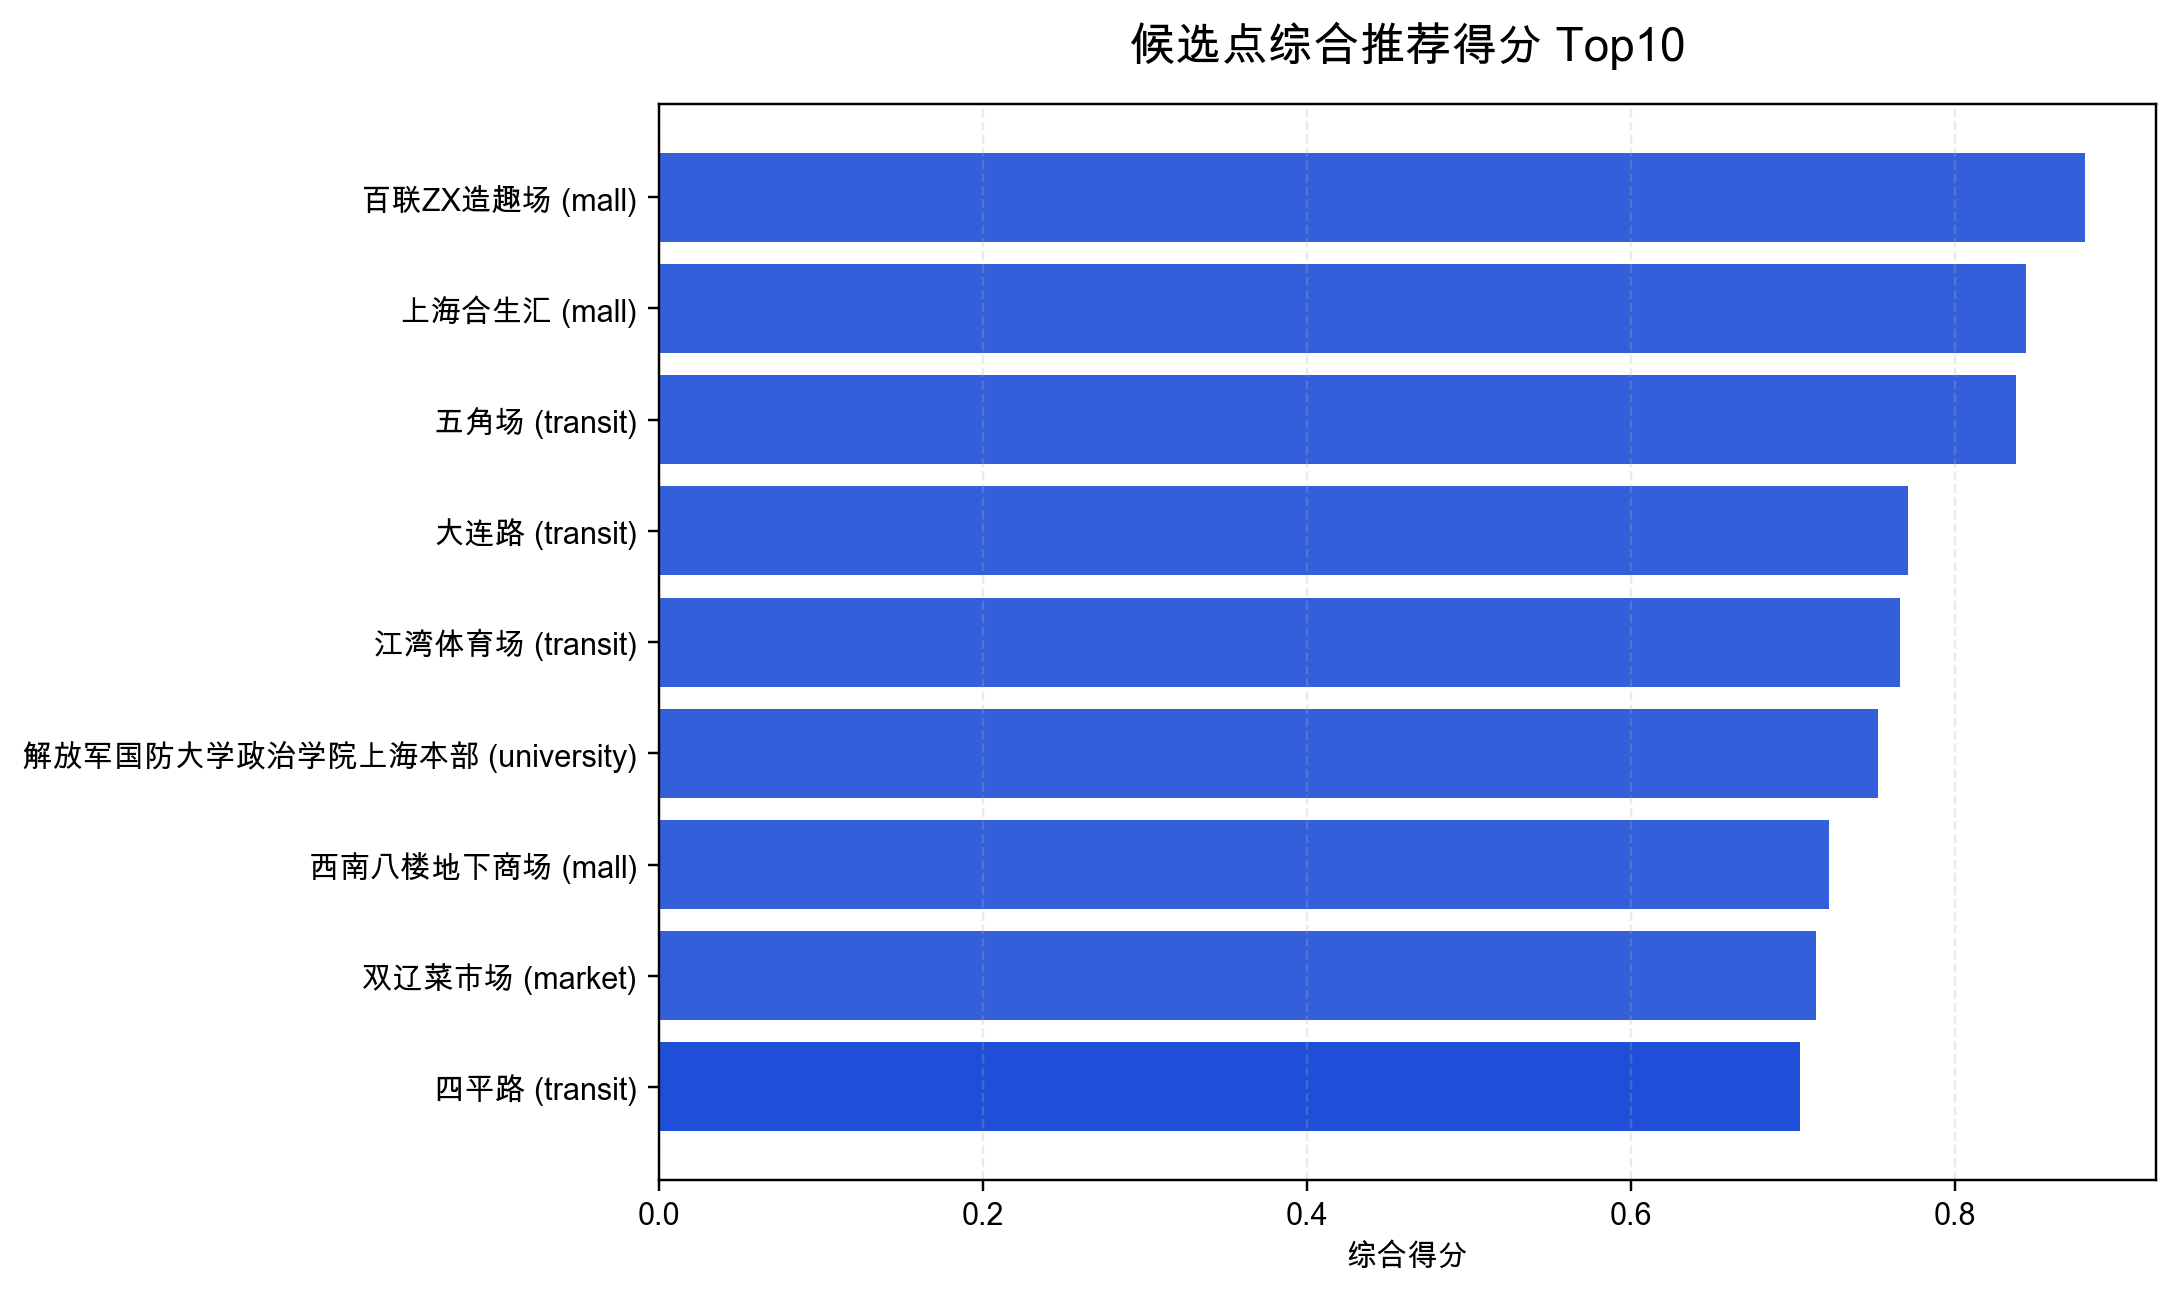 候选点综合推荐得分 Top10
百联ZX造趣场 (mall)
上海合生汇 (mall)
五角场 (transit)
大连路 (transit)
江湾体育场 (transit)
解放军国防大学政治学院上海本部 (university)
西南八楼地下商场 (mall)
双辽菜市场 (market)
四平路 (transit)
0.0 0.2 0.4 0.6 0.8
综合得分